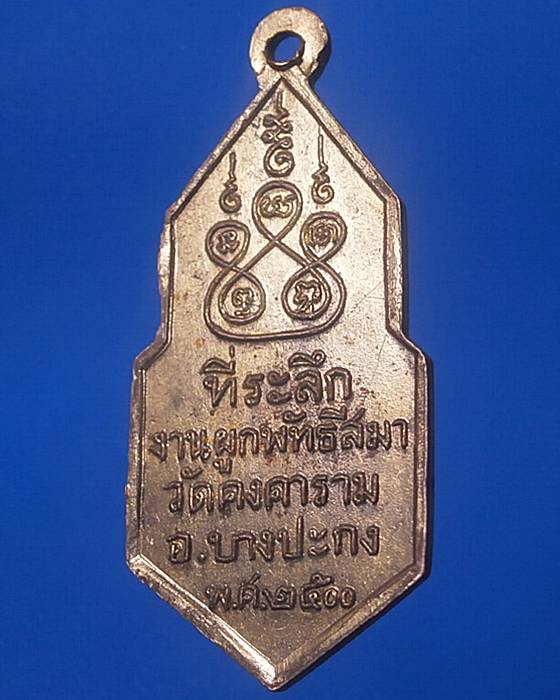 ที่ระลึก
งานผูกพัทธีสมา
วัดคงคาราม
อ.บางปะกง
พ.ศ.๒๕๐๐